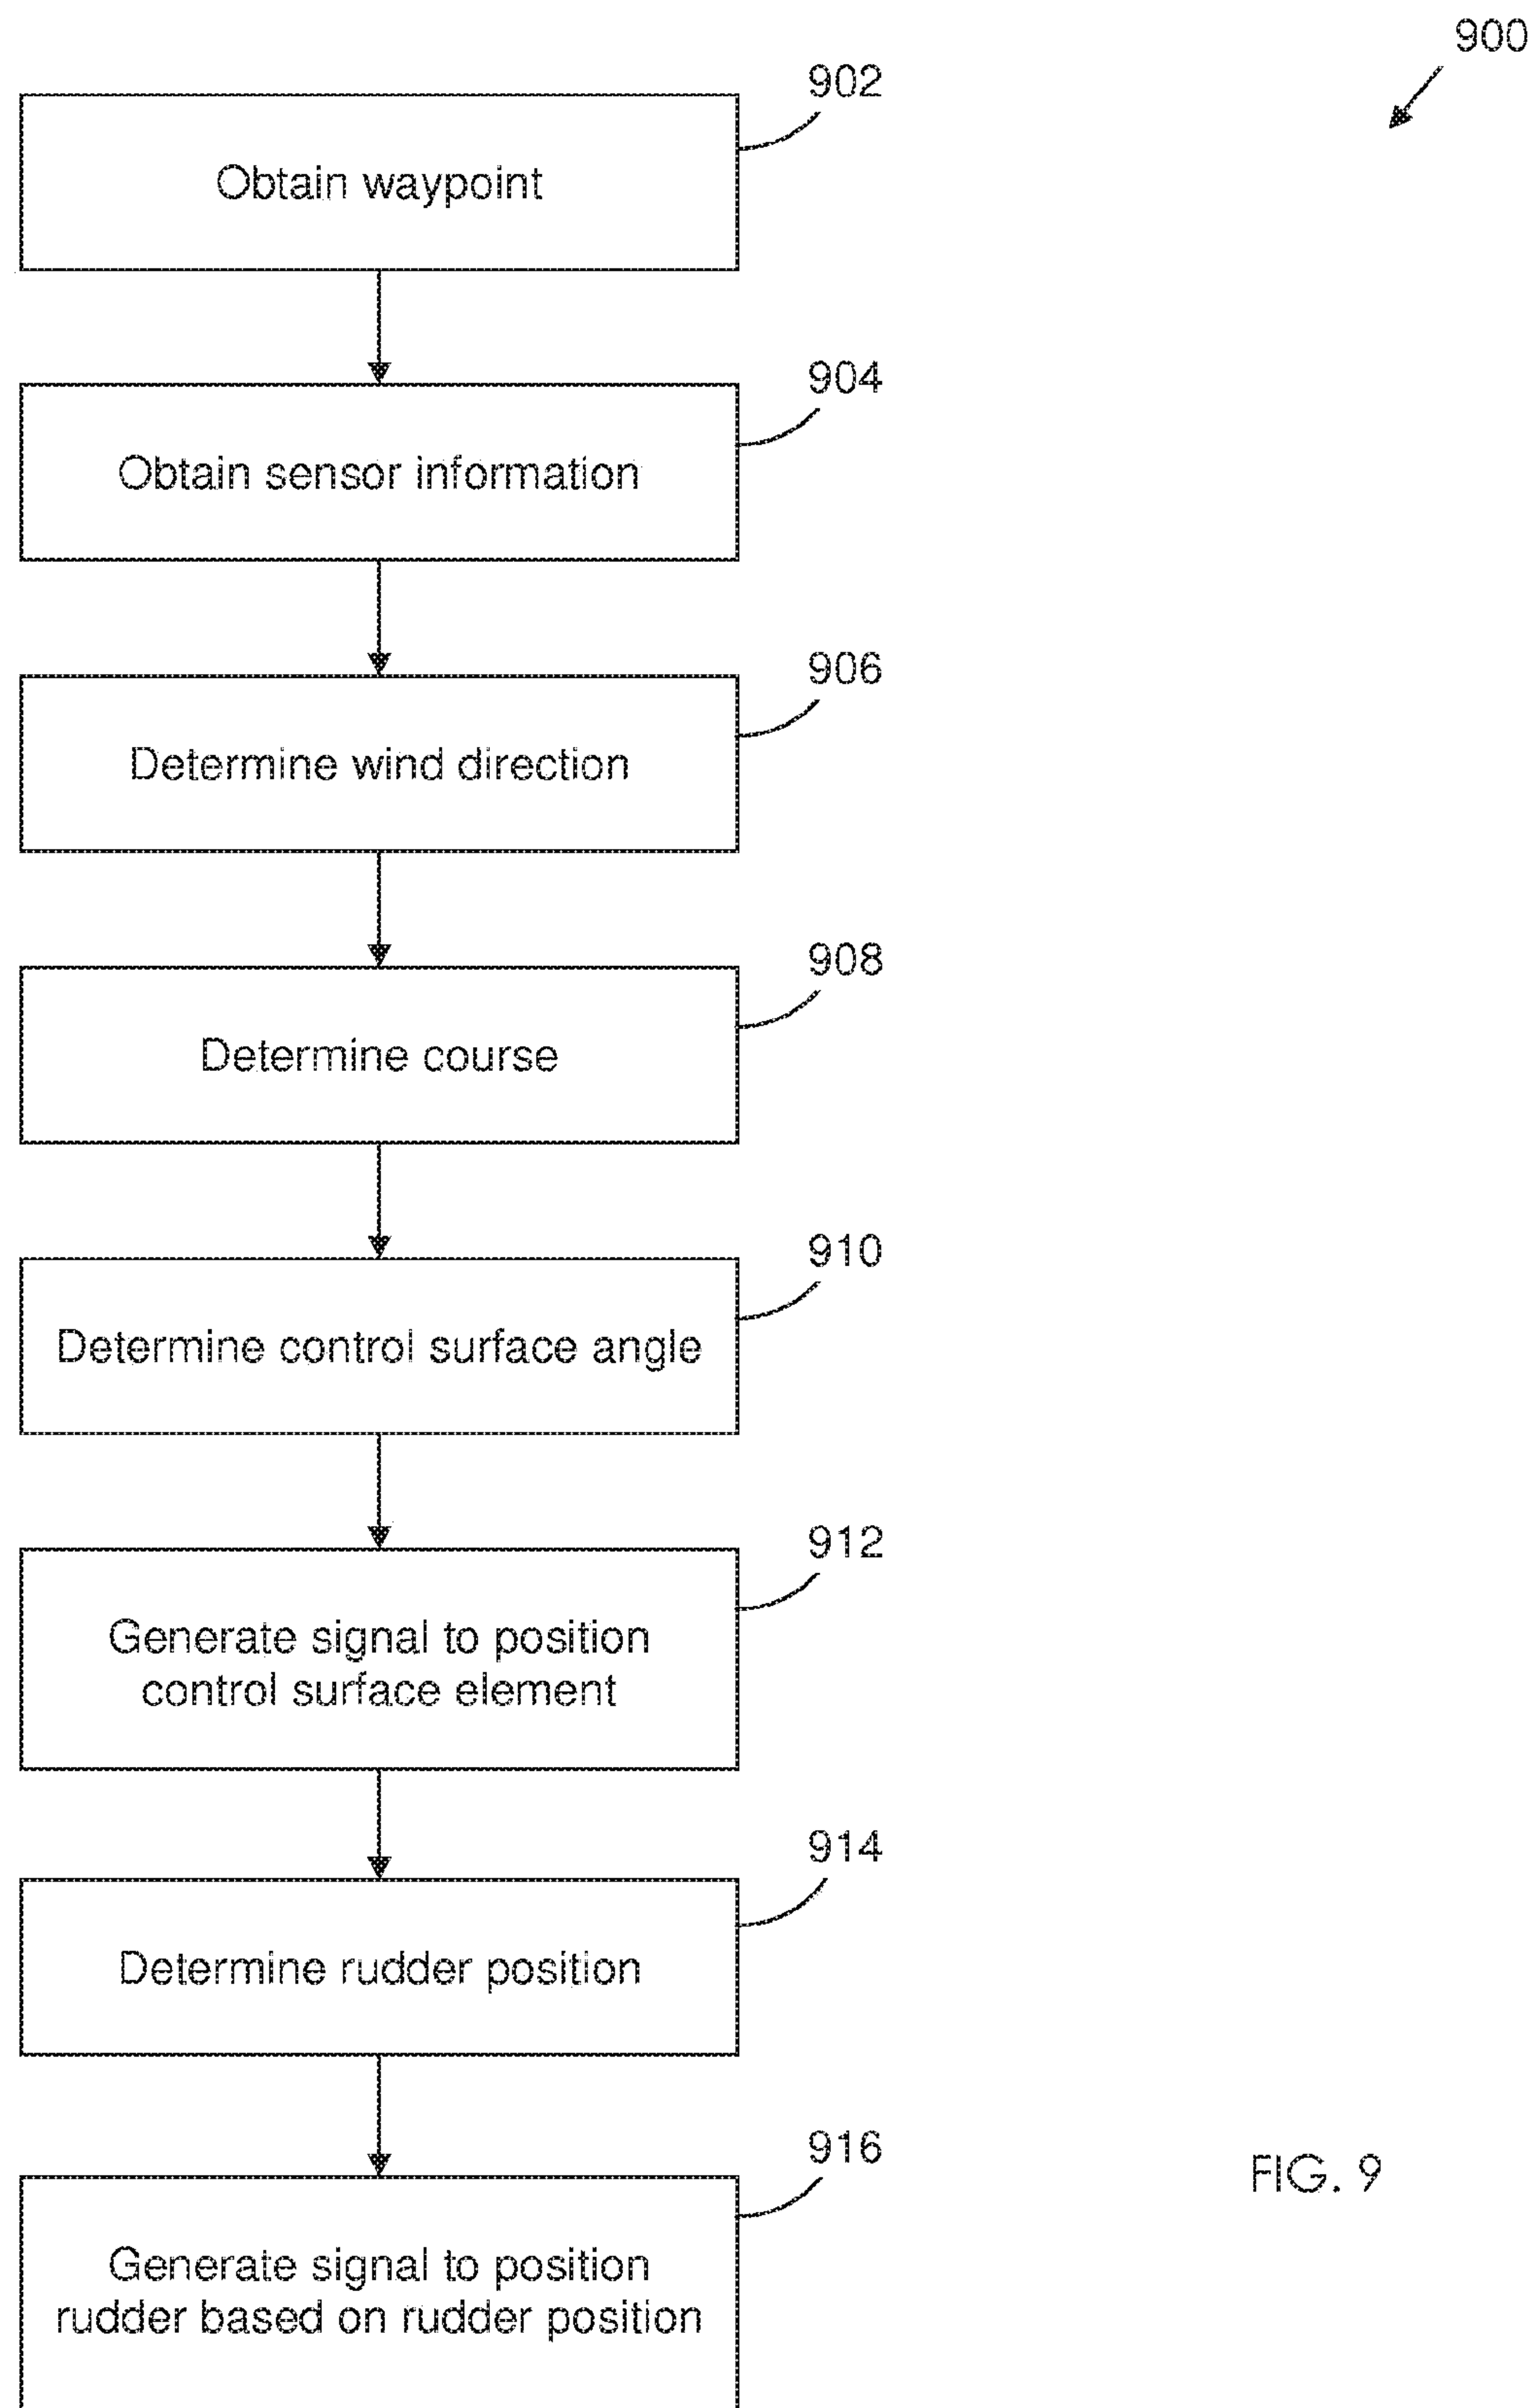 900
902
Obtain waypoint
904
Obtain sensor information
906
Determine wind direction
908
Determine course
910
Determine control surface angle
912
Generate signal to position
control surface element
914
Determine rudder position
916
Generate signal to position
rudder based on rudder position
FIG. 9